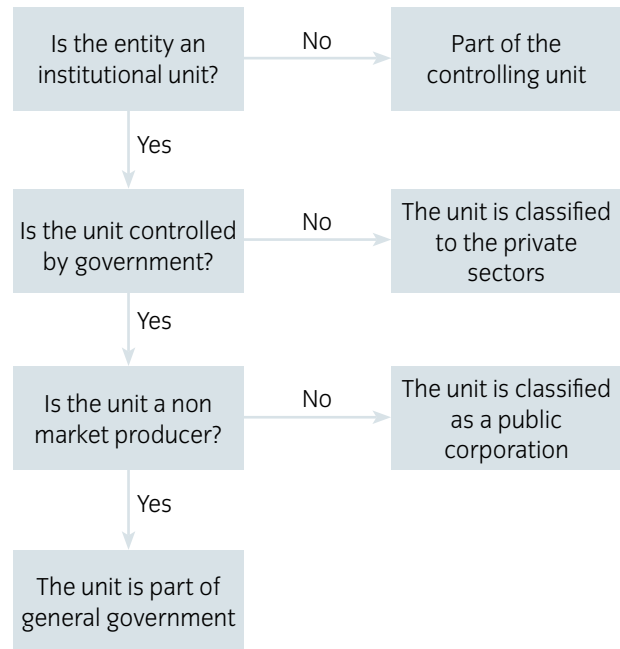 Is the entity an
institutional unit?
No
Part of the
controlling unit
Yes
Is the unit controlled
by government?
No
The unit is classified
to the private
sectors
Yes
Is the unit a non
market producer?
No
The unit is classified
as a public
corporation
Yes
The unit is part of
general government